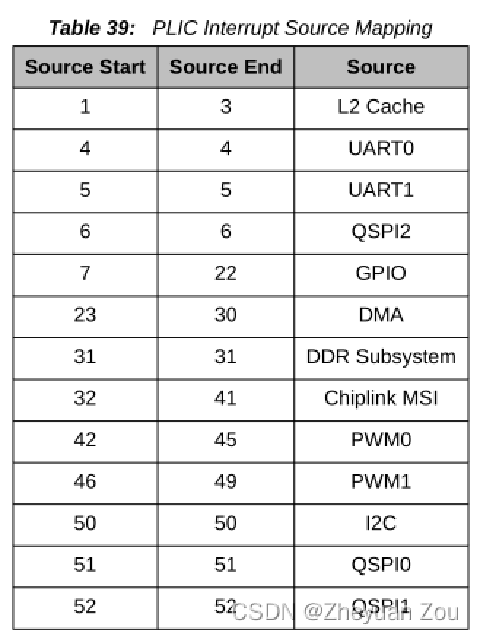 Table 39: PLIC Interrupt Source Mapping
Source Start Source End Source
1 3 L2 Cache
4 4 UART0
5 5 UART1
6 6 QSPI2
7 22 GPIO
23 30 DMA
31 31 DDR Subsystem
32 41 Chiplink MSI
42 45 PWM0
46 49 PWM1
50 50 I2C
51 51 QSPI0
52 52 QSPI1
CSDN @Zheyuan Zou